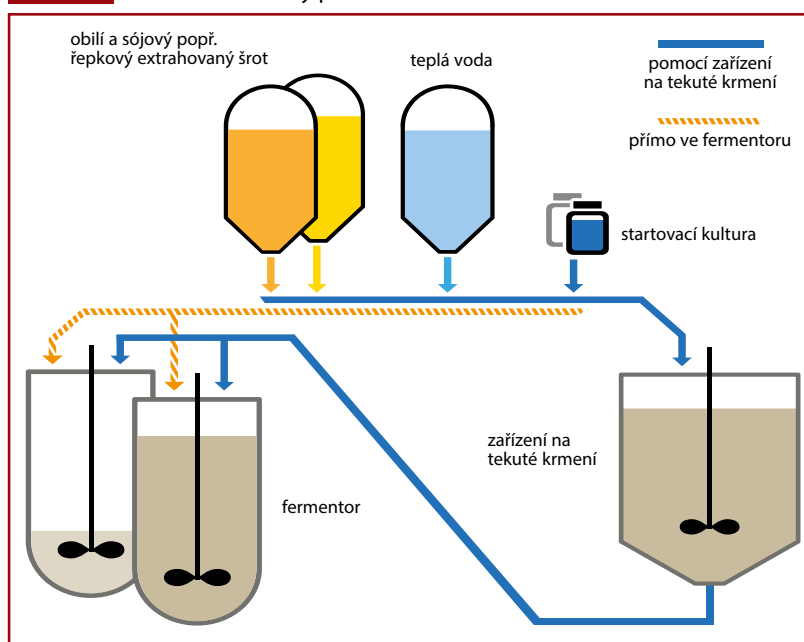 obilí a sójový popř.
řepkový extrahovaný šrot
teplá voda
pomocí zařízení
na tekuté krmení
přímo ve fermentoru
startovací kultura
zařízení na
tekuté krmení
fermentor